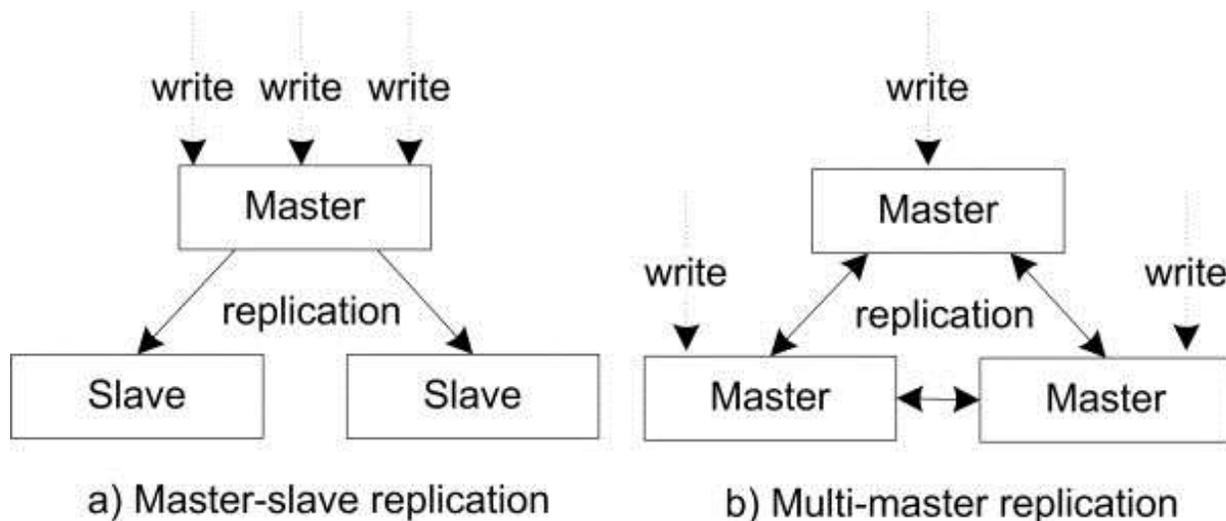 write write write
Master
replication
Slave Slave
a) Master-slave replication
write
Master
write write
replication
Master Master
b) Multi-master replication